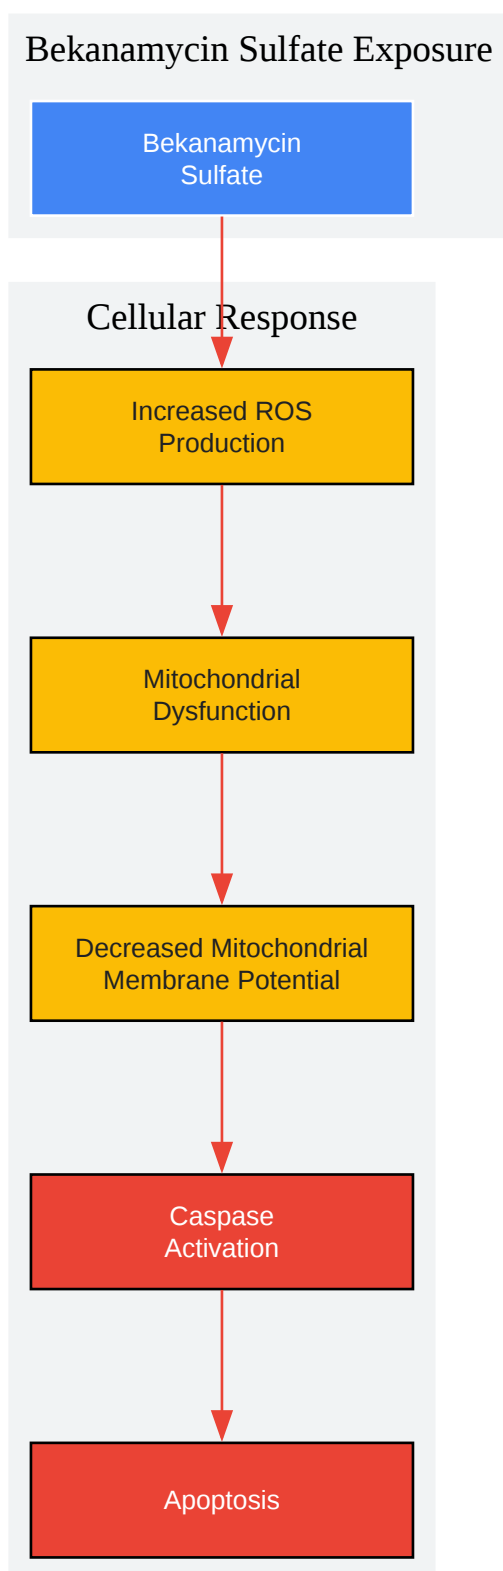 Bekanamycin Sulfate Exposure
Bekanamycin
Sulfate
Cellular Response
Increased ROS
Production
Mitochondrial
Dysfunction
Decreased Mitochondrial
Membrane Potential
Caspase
Activation
Apoptosis